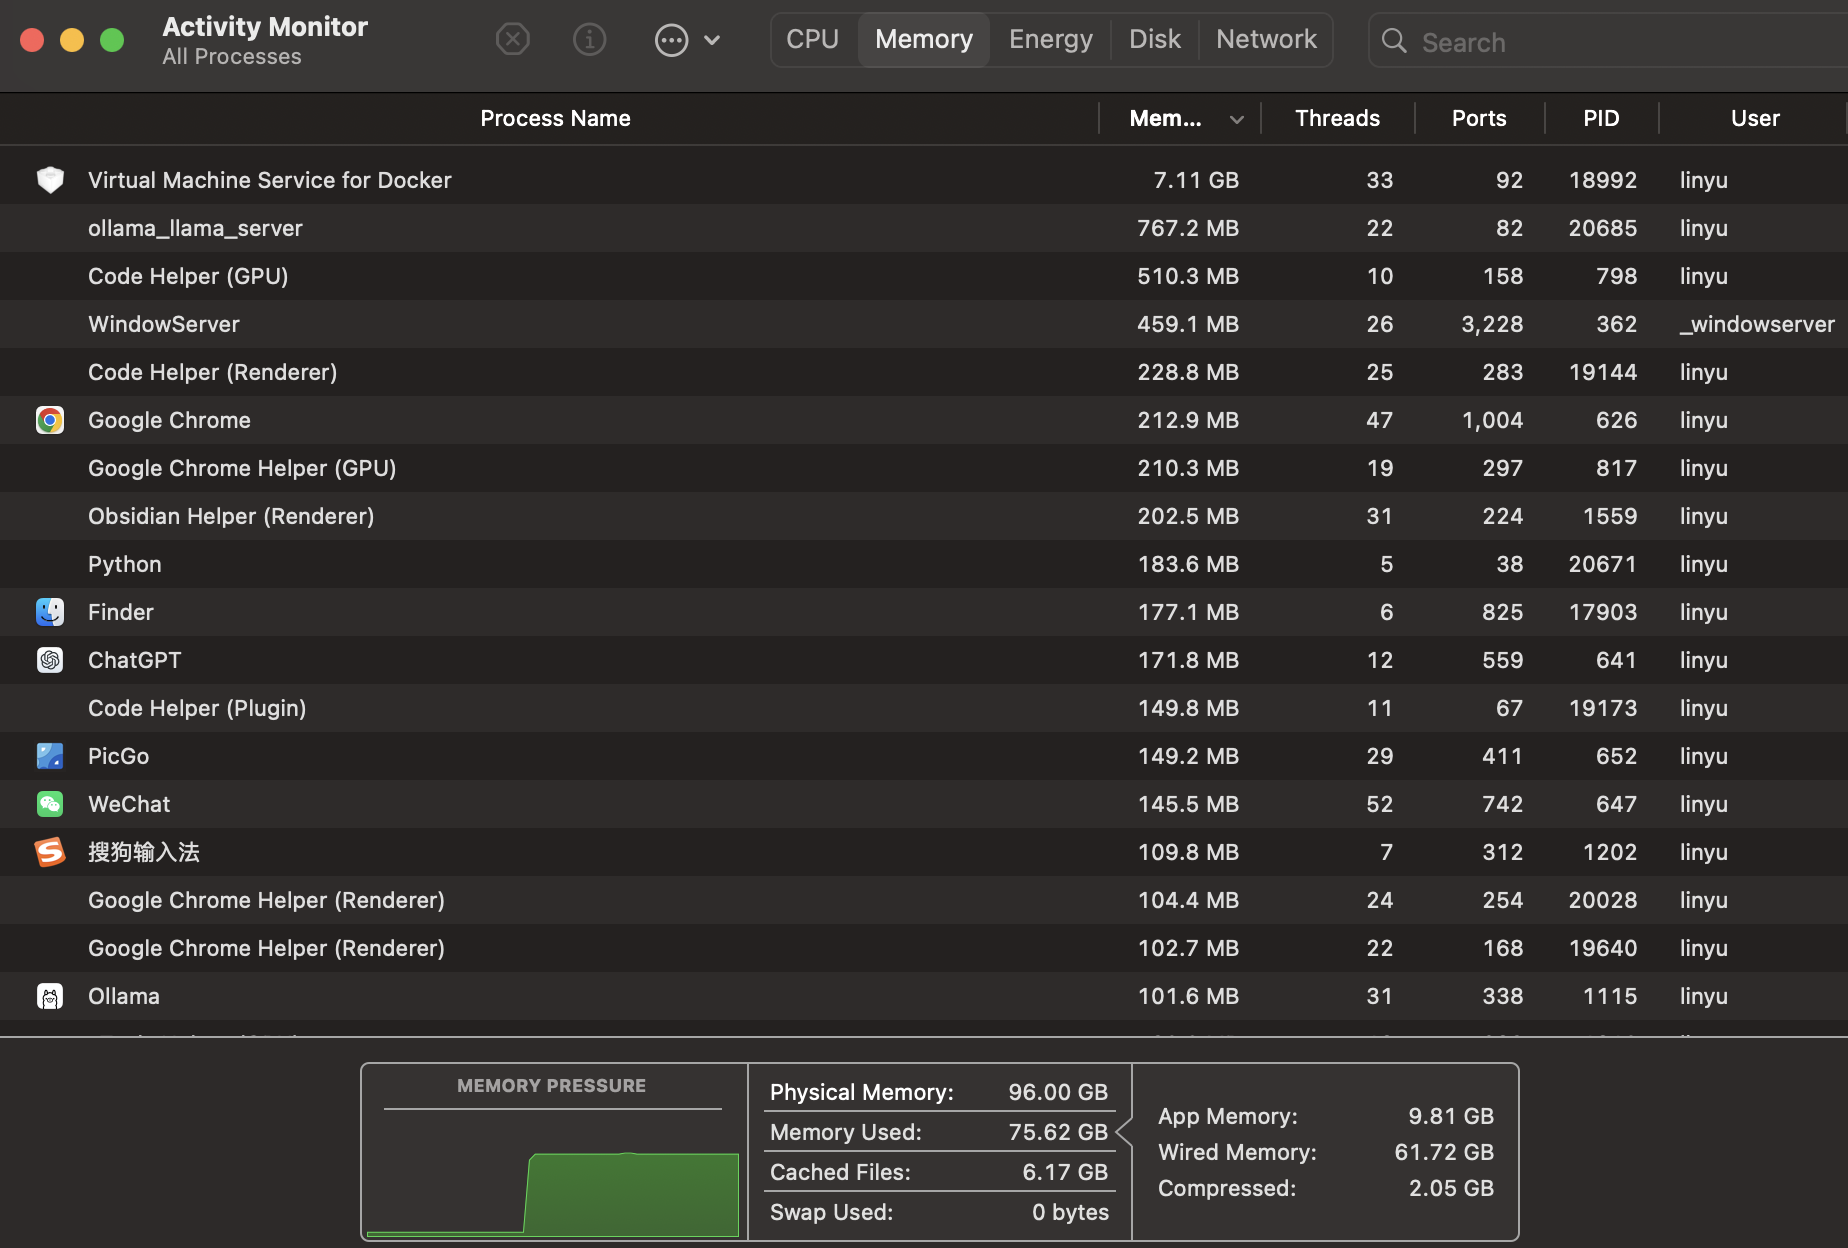 Activity Monitor
All Processes
CPU Memory Energy Disk Network
Search
Process Name Mem... Threads Ports PID User
Virtual Machine Service for Docker 7.11 GB 33 92 18992 linyu
ollama_llama_server 767.2 MB 22 82 20685 linyu
Code Helper (GPU) 510.3 MB 10 158 798 linyu
WindowServer 459.1 MB 26 3,228 362 _windowserver
Code Helper (Renderer) 228.8 MB 25 283 19144 linyu
Google Chrome 212.9 MB 47 1,004 626 linyu
Google Chrome Helper (GPU) 210.3 MB 19 297 817 linyu
Obsidian Helper (Renderer) 202.5 MB 31 224 1559 linyu
Python 183.6 MB 5 38 20671 linyu
Finder 177.1 MB 6 825 17903 linyu
ChatGPT 171.8 MB 12 559 641 linyu
Code Helper (Plugin) 149.8 MB 11 67 19173 linyu
PicGo 149.2 MB 29 411 652 linyu
WeChat 145.5 MB 52 742 647 linyu
搜狗输入法 109.8 MB 7 312 1202 linyu
Google Chrome Helper (Renderer) 104.4 MB 24 254 20028 linyu
Google Chrome Helper (Renderer) 102.7 MB 22 168 19640 linyu
Ollama 101.6 MB 31 338 1115 linyu
MEMORY PRESSURE
Physical Memory: 96.00 GB
Memory Used: 75.62 GB
Cached Files: 6.17 GB
Swap Used: 0 bytes
App Memory: 9.81 GB
Wired Memory: 61.72 GB
Compressed: 2.05 GB